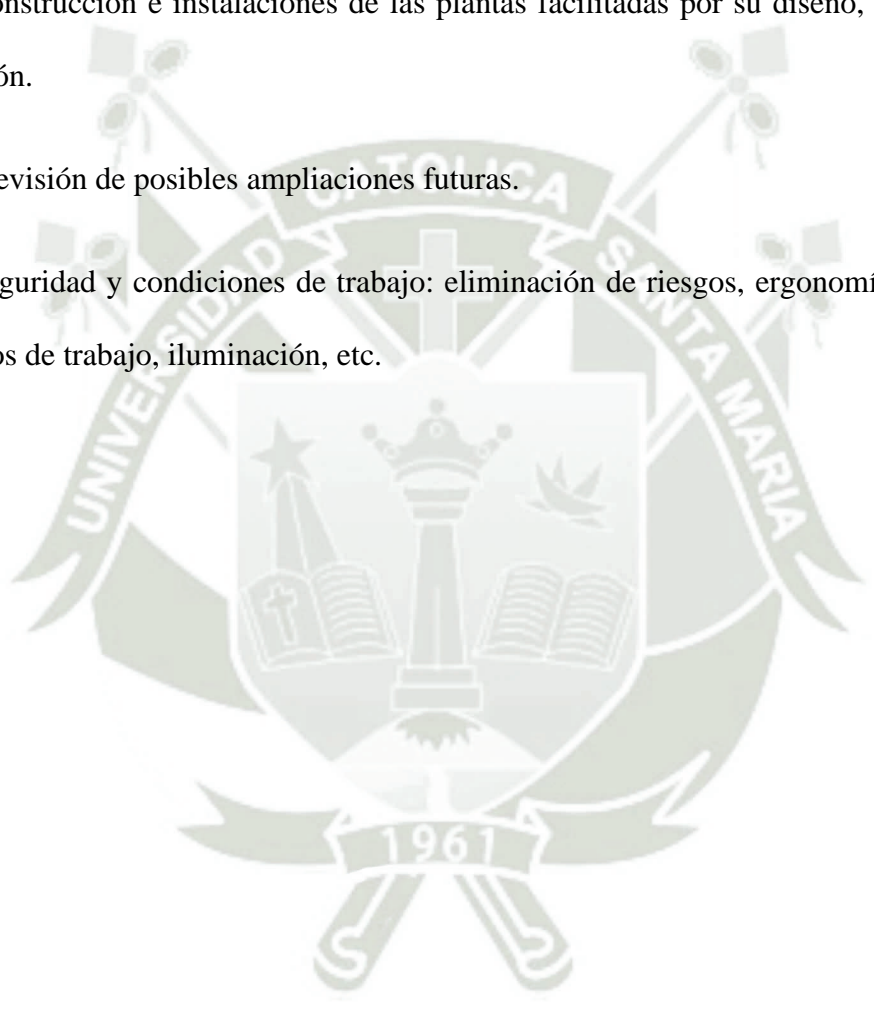 onstrucción e instalaciones de las plantas facilitadas por su diseño,
ón.
evisión de posibles ampliaciones futuras.
guridad y condiciones de trabajo: eliminación de riesgos, ergonomí
os de trabajo, iluminación, etc.
UNIVERSIDAD CATOLICA SANTA MARIA
1961